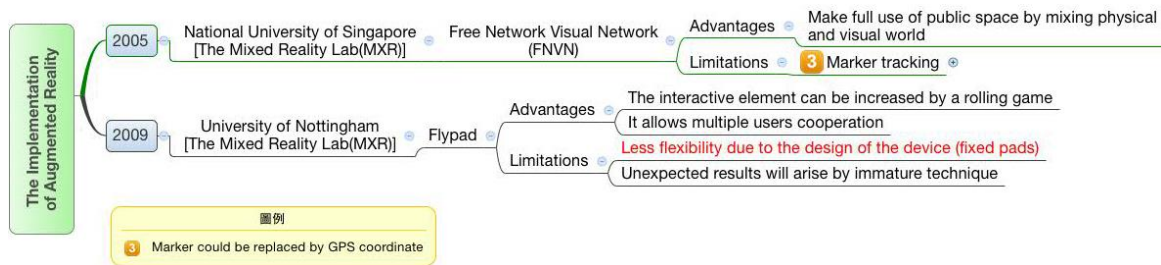 The Implementation
of Augmented Reality
2005
National University of Singapore
[The Mixed Reality Lab(MXR)]
Free Network Visual Network
(FNVN)
Advantages
Make full use of public space by mixing physical
and visual world
Limitations
3 Marker tracking
2009
University of Nottingham
[The Mixed Reality Lab(MXR)]
Flypad
Advantages
The interactive element can be increased by a rolling game
It allows multiple users cooperation
Limitations
Less flexibility due to the design of the device (fixed pads)
Unexpected results will arise by immature technique
圖例
3 Marker could be replaced by GPS coordinate